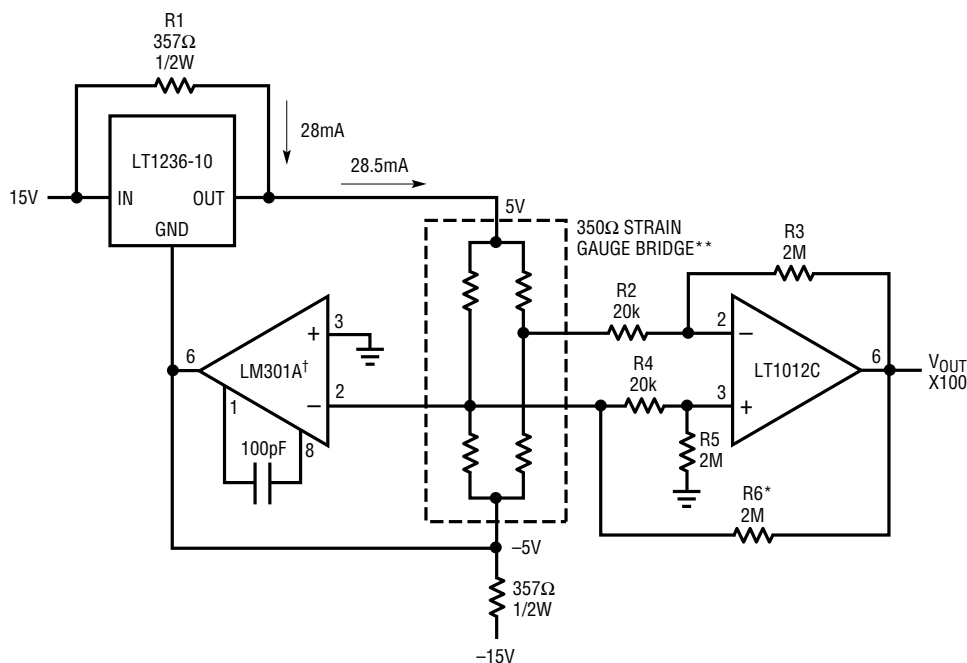 R1
357Ω
1/2W
28mA
LT1236-10
28.5mA
15V
IN
OUT
GND
5V
350Ω STRAIN
GAUGE BRIDGE**
R3
2M
R2
20k
2
–
6
LM301A†
+
3
R4
20k
LT1012C
6
VOUT
X100
1
–
2
3
+
100pF
8
R5
2M
R6*
2M
–5V
357Ω
1/2W
–15V